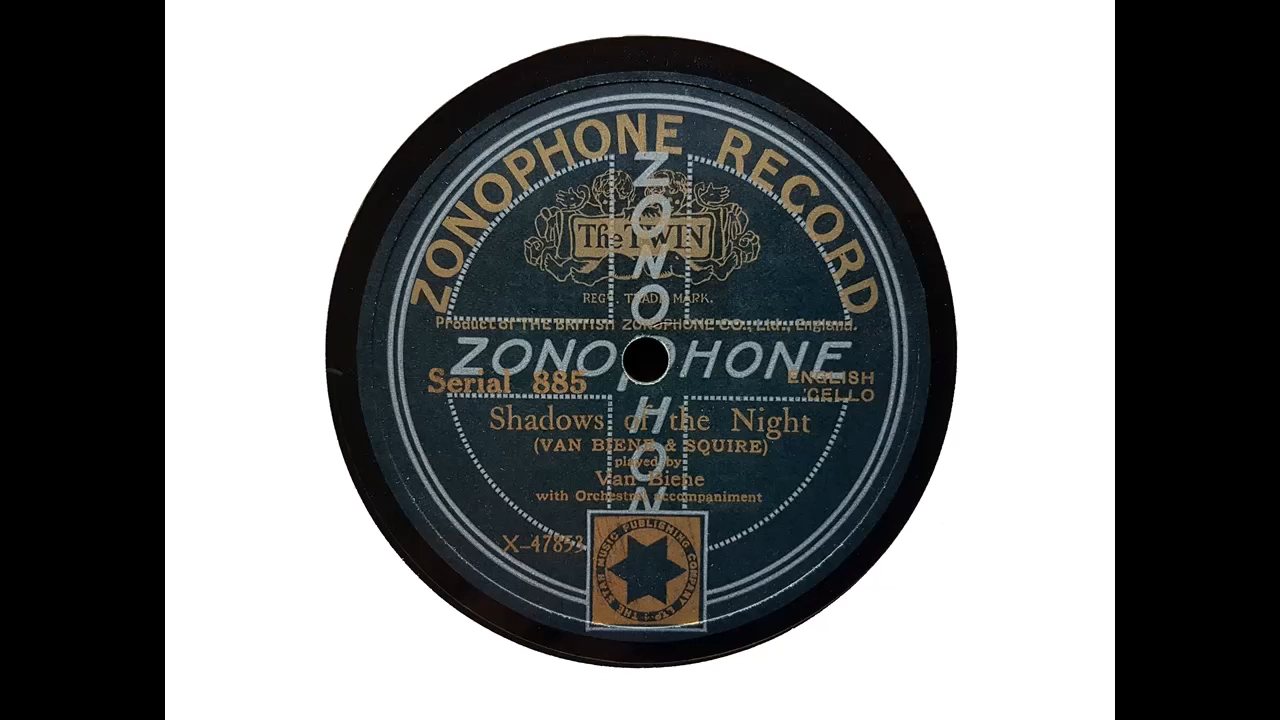 ZONOPHONE RECORD
The TWIN
REGD. TRADE MARK.
Product of THE BRITISH ZONOPHONE CO., Ltd., England.
ZONOPHONE
ZONOPHON
Serial 885
ENGLISH
'CELLO
Shadows of the Night
(VAN BIENE & SQUIRE)
played by
Van Biene
with Orchestral accompaniment
X-47853
THE STAR MUSIC PUBLISHING COMPANY LTD